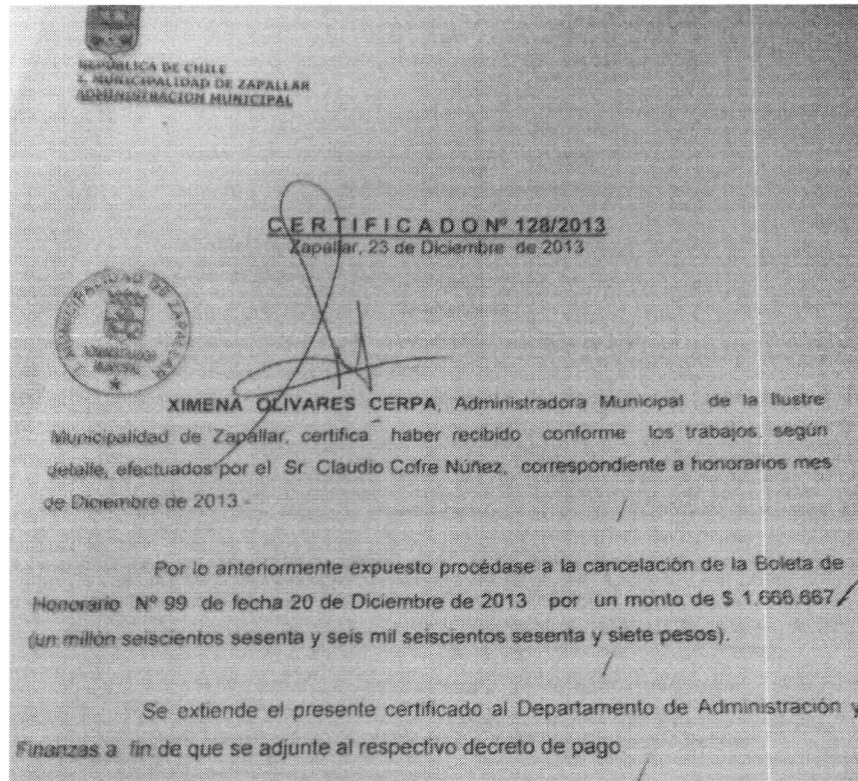 REPÚBLICA DE CHILE
I. MUNICIPALIDAD DE ZAPALLAR
ADMINISTRACION MUNICIPAL
CERTIFICADO Nº 128/2013
Zapallar, 23 de Diciembre de 2013
I. MUNICIPALIDAD DE ZAPALLAR
ADMINISTRADOR
MUNICIPAL
XIMENA OLIVARES CERPA, Administradora Municipal de la Ilustre
Municipalidad de Zapallar, certifica haber recibido conforme los trabajos, según
detalle, efectuados por el Sr Claudio Cofre Núñez, correspondiente a honorarios mes
de Diciembre de 2013.-
Por lo anteriormente expuesto procédase a la cancelación de la Boleta de
Honorario Nº 99 de fecha 20 de Diciembre de 2013 por un monto de $ 1.666.667
(un millón seiscientos sesenta y seis mil seiscientos sesenta y siete pesos).
Se extiende el presente certificado al Departamento de Administración y
Finanzas a fin de que se adjunte al respectivo decreto de pago